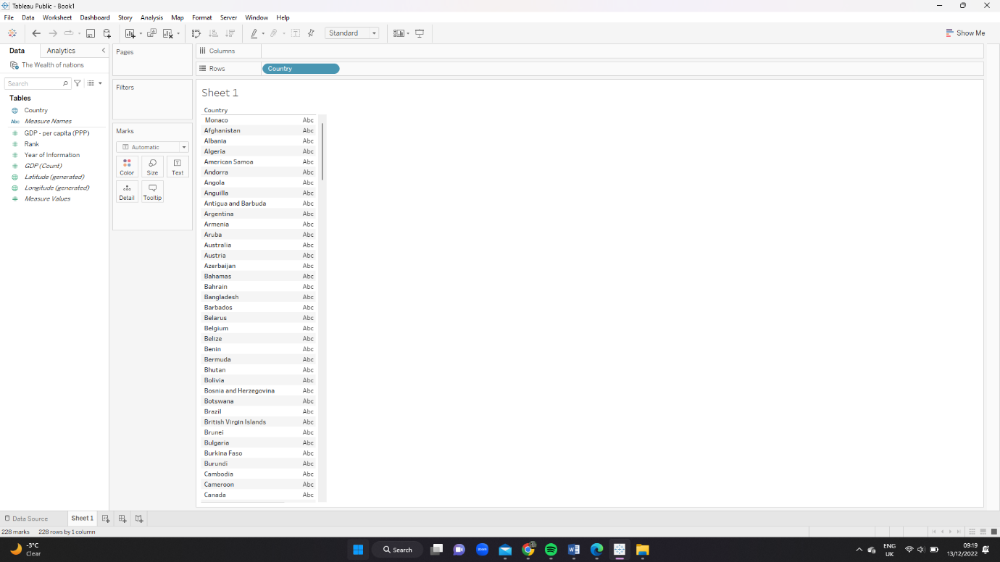 Tableau Public - Book1
File Data Worksheet Dashboard Story Analysis Map Format Server Window Help
Standard
Show Me
Data Analytics
The Wealth of nations
Search
Tables
Country
Abc Measure Names
GDP - per capita (PPP)
Rank
Year of Information
GDP (Count)
Latitude (generated)
Longitude (generated)
Measure Values
Pages
Filters
Marks
Automatic
Color Size Text
Detail Tooltip
Columns
Rows Country
Sheet 1
Country
Monaco Abc
Afghanistan Abc
Albania Abc
Algeria Abc
American Samoa Abc
Andorra Abc
Angola Abc
Anguilla Abc
Antigua and Barbuda Abc
Argentina Abc
Armenia Abc
Aruba Abc
Australia Abc
Austria Abc
Azerbaijan Abc
Bahamas Abc
Bahrain Abc
Bangladesh Abc
Barbados Abc
Belarus Abc
Belgium Abc
Belize Abc
Benin Abc
Bermuda Abc
Bhutan Abc
Bolivia Abc
Bosnia and Herzegovina Abc
Botswana Abc
Brazil Abc
British Virgin Islands Abc
Brunei Abc
Bulgaria Abc
Burkina Faso Abc
Burundi Abc
Cambodia Abc
Cameroon Abc
Canada Abc
Data Source Sheet 1
228 marks 228 rows by 1 column
-3°C
Clear
Search
zoom
ENG
UK
09:19
13/12/2022